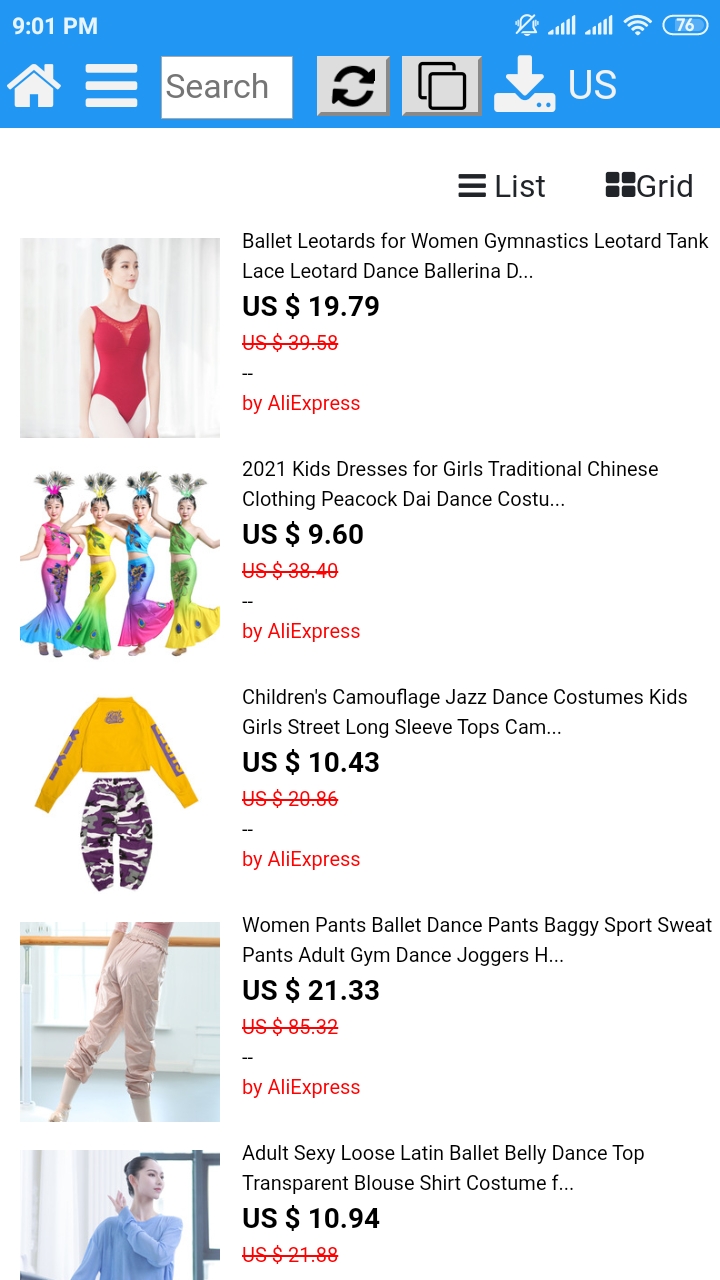 9:01 PM
76
Search
US
List
Grid
Ballet Leotards for Women Gymnastics Leotard Tank
Lace Leotard Dance Ballerina D...
US $ 19.79
US $ 39.58
--
by AliExpress
2021 Kids Dresses for Girls Traditional Chinese
Clothing Peacock Dai Dance Costu...
US $ 9.60
US $ 38.40
--
by AliExpress
Children's Camouflage Jazz Dance Costumes Kids
Girls Street Long Sleeve Tops Cam...
US $ 10.43
US $ 20.86
--
by AliExpress
Women Pants Ballet Dance Pants Baggy Sport Sweat
Pants Adult Gym Dance Joggers H...
US $ 21.33
US $ 85.32
--
by AliExpress
Adult Sexy Loose Latin Ballet Belly Dance Top
Transparent Blouse Shirt Costume f...
US $ 10.94
US $ 21.88